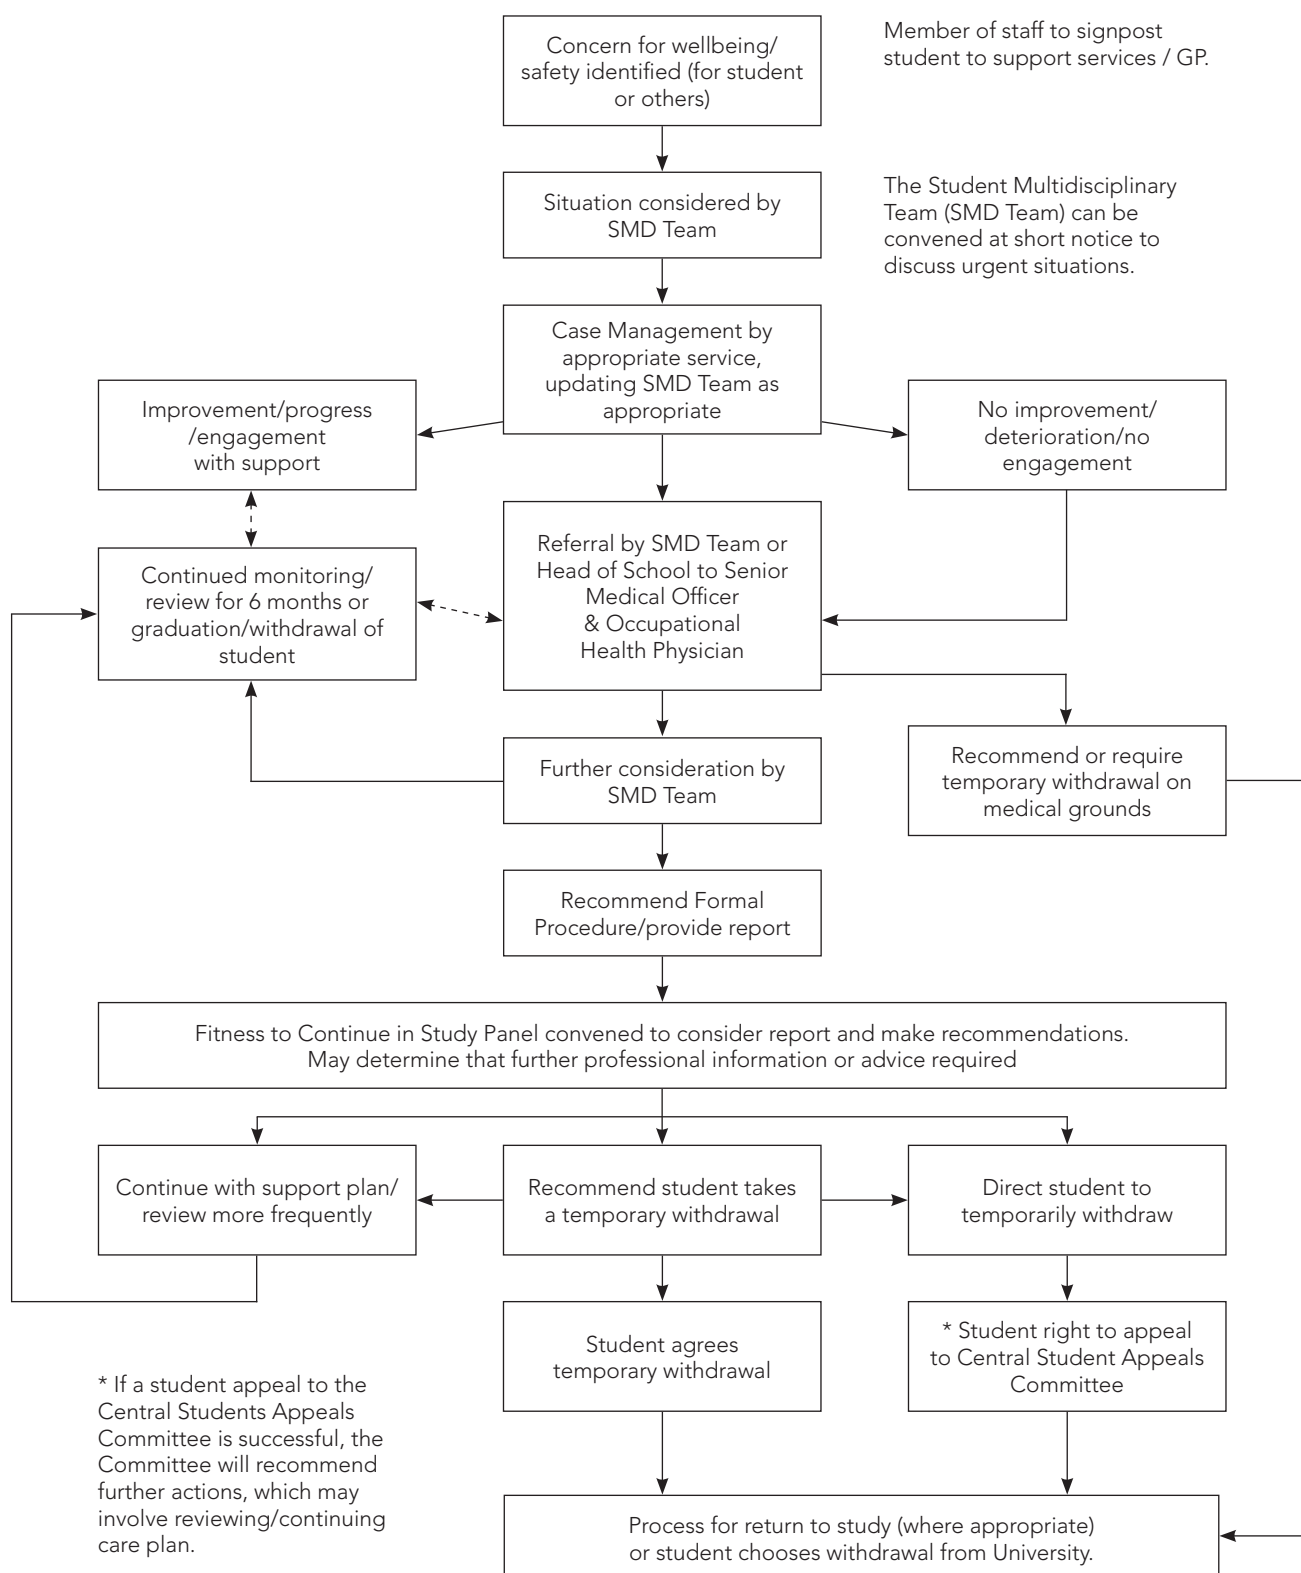 Concern for wellbeing/
safety identified (for student
or others)
Member of staff to signpost
student to support services / GP.
Situation considered by
SMD Team
The Student Multidisciplinary
Team (SMD Team) can be
convened at short notice to
discuss urgent situations.
Case Management by
appropriate service,
updating SMD Team as
appropriate
Improvement/progress
/engagement
with support
No improvement/
deterioration/no
engagement
Continued monitoring/
review for 6 months or
graduation/withdrawal of
student
Referral by SMD Team or
Head of School to Senior
Medical Officer
& Occupational
Health Physician
Further consideration by
SMD Team
Recommend or require
temporary withdrawal on
medical grounds
Recommend Formal
Procedure/provide report
Fitness to Continue in Study Panel convened to consider report and make recommendations.
May determine that further professional information or advice required
Continue with support plan/
review more frequently
Recommend student takes
a temporary withdrawal
Direct student to
temporarily withdraw
Student agrees
temporary withdrawal
* Student right to appeal
to Central Student Appeals
Committee
* If a student appeal to the
Central Students Appeals
Committee is successful, the
Committee will recommend
further actions, which may
involve reviewing/continuing
care plan.
Process for return to study (where appropriate)
or student chooses withdrawal from University.